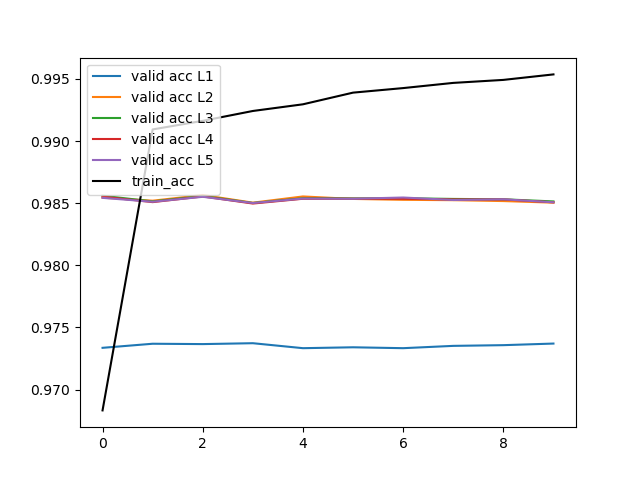 0.995
0.990
0.985
0.980
0.975
0.970
valid acc L1
valid acc L2
valid acc L3
valid acc L4
valid acc L5
train_acc
0 2 4 6 8